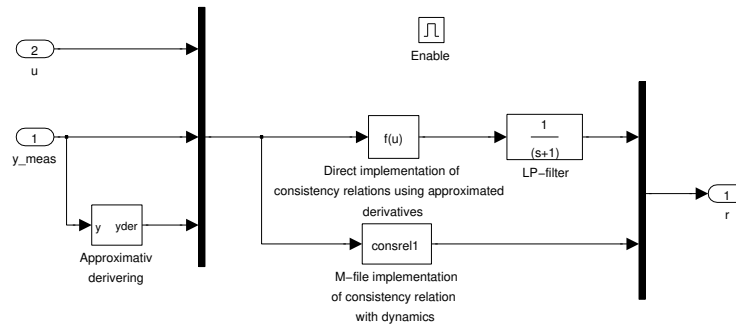 2
u
Enable
1
y_meas
f(u)
1
(s+1)
Direct implementation of
consistency relations using approximated
derivatives
LP−filter
1
r
y yder
Approximativ
derivering
consrel1
M−file implementation
of consistency relation
with dynamics